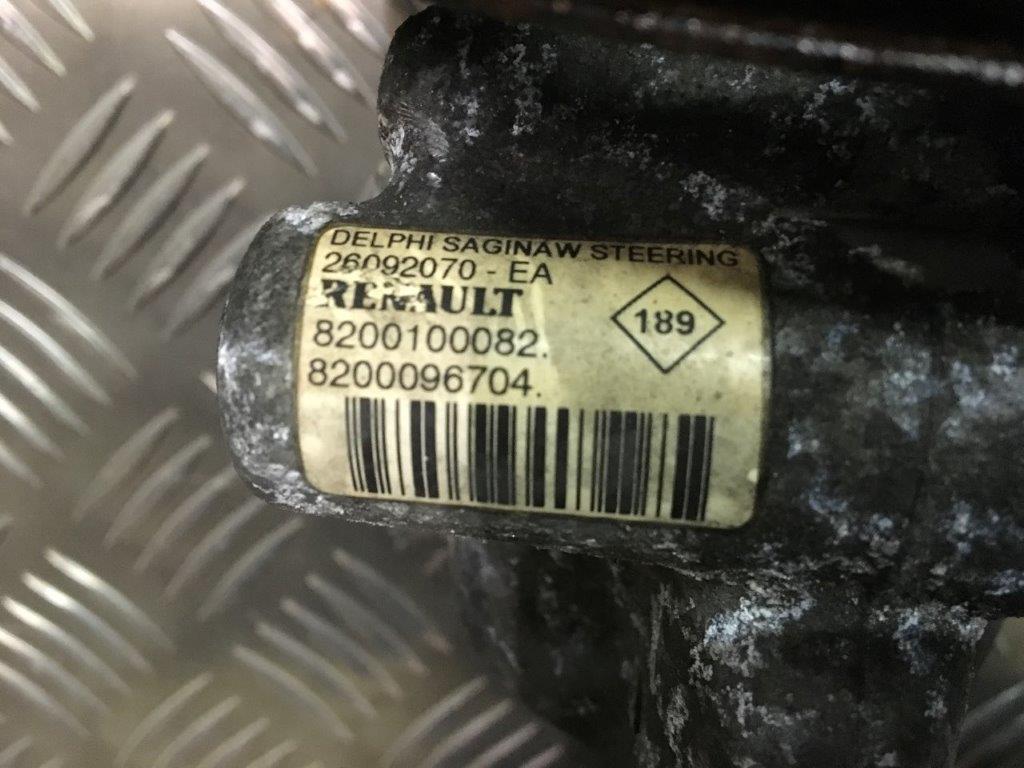 DELPHI SAGINAW STEERING
26092070 - EA
RENAULT
189
8200100082.
8200096704.